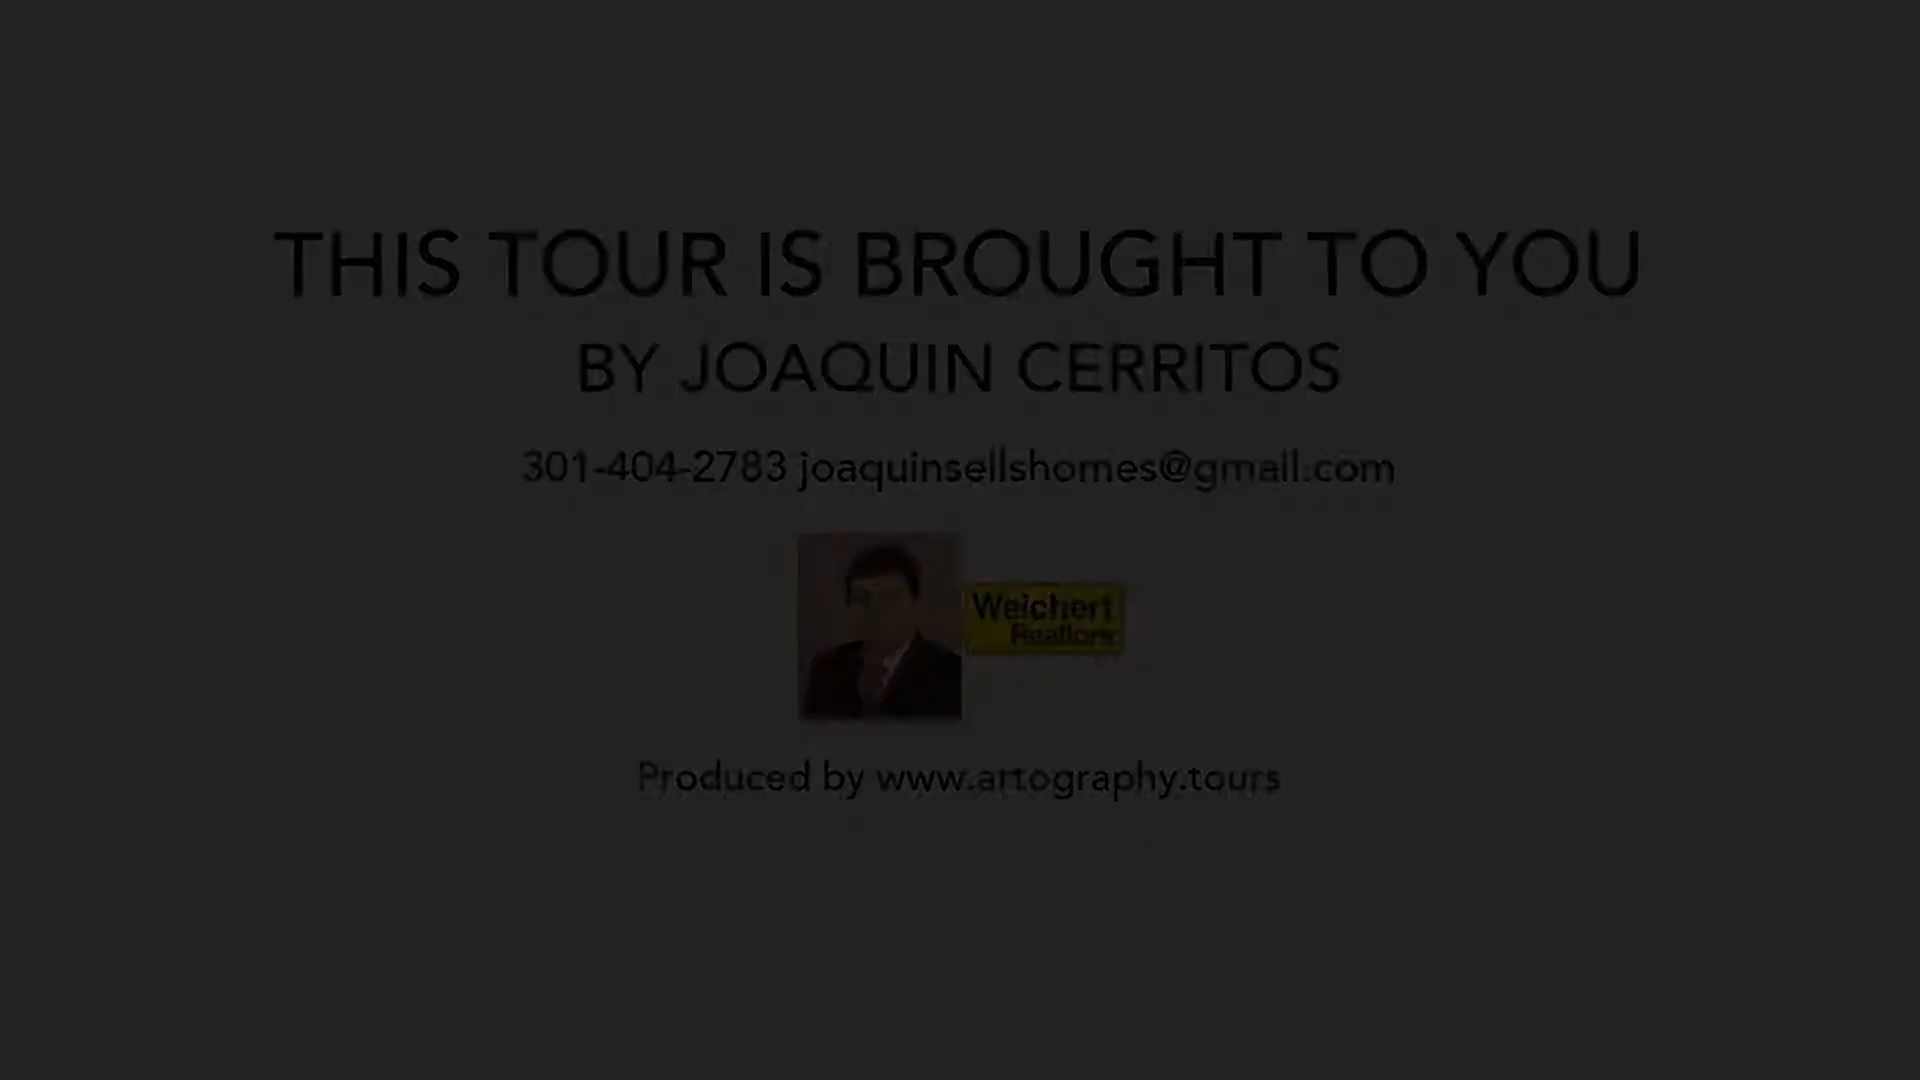 THIS TOUR IS BROUGHT TO YOU
BY JOAQUIN CERRITOS
301-404-2783 joaquinsellshomes@gmail.com
Weichert
Realtors
Produced by www.artography.tours